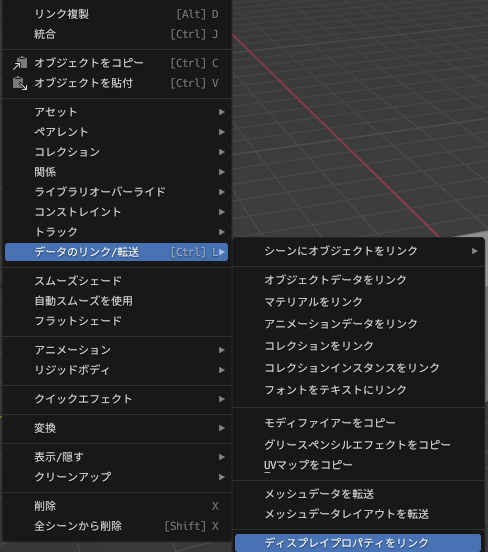 リンク複製 [Alt] D
統合 [Ctrl] J
オブジェクトをコピー [Ctrl] C
オブジェクトを貼付 [Ctrl] V
アセット
ペアレント
コレクション
関係
ライブラリオーバーライド
コンストレイント
トラック
データのリンク/転送 [Ctrl] L
スムーズシェード
自動スムーズを使用
フラットシェード
アニメーション
リジッドボディ
クイックエフェクト
変換
表示/隠す
クリーンアップ
削除 X
全シーンから削除 [Shift] X
シーンにオブジェクトをリンク
オブジェクトデータをリンク
マテリアルをリンク
アニメーションデータをリンク
コレクションをリンク
コレクションインスタンスをリンク
フォントをテキストにリンク
モディファイアーをコピー
グリースペンシルエフェクトをコピー
UVマップをコピー
メッシュデータを転送
メッシュデータレイアウトを転送
ディスプレイプロパティをリンク